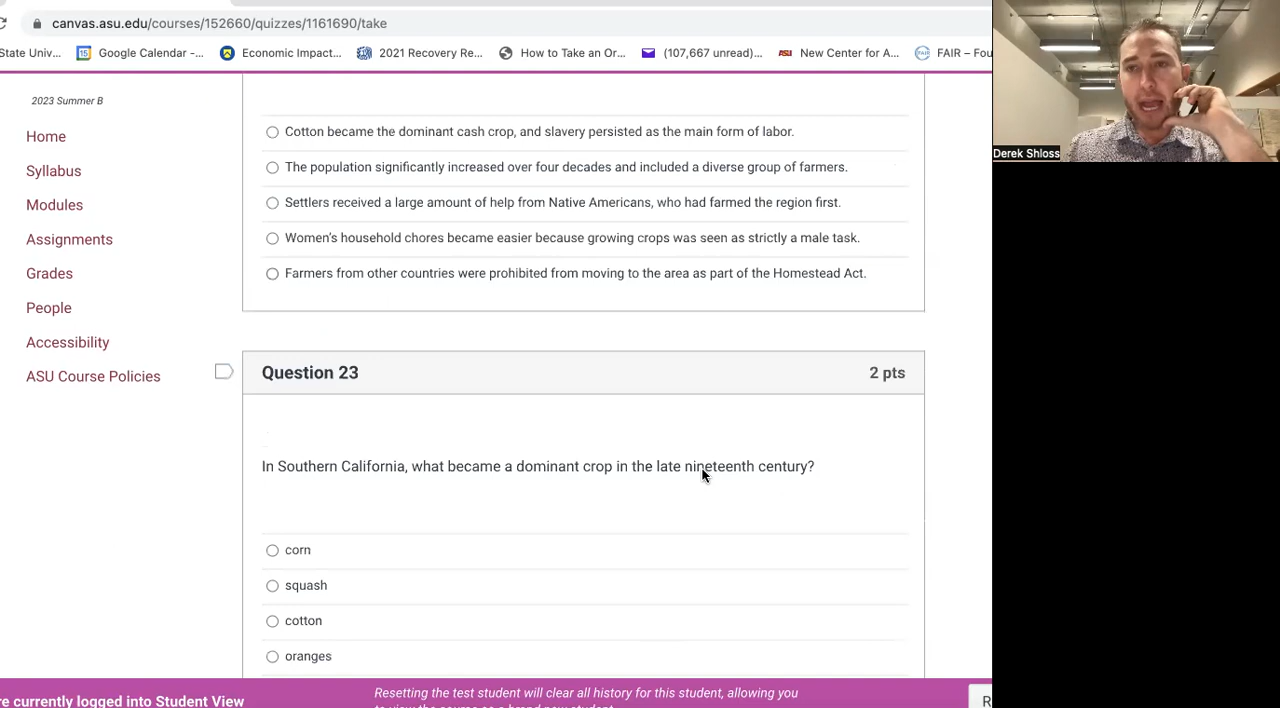 canvas.asu.edu/courses/152660/quizzes/1161690/take
State Univ... Google Calendar -... Economic Impact... 2021 Recovery Re... How to Take an Or... (107,667 unread)... ASU New Center for A... FAIR FAIR – Fou
2023 Summer B
Home
Syllabus
Modules
Assignments
Grades
People
Accessibility
ASU Course Policies
Cotton became the dominant cash crop, and slavery persisted as the main form of labor.
The population significantly increased over four decades and included a diverse group of farmers.
Settlers received a large amount of help from Native Americans, who had farmed the region first.
Women's household chores became easier because growing crops was seen as strictly a male task.
Farmers from other countries were prohibited from moving to the area as part of the Homestead Act.
Question 23 2 pts
In Southern California, what became a dominant crop in the late nineteenth century?
corn
squash
cotton
oranges
re currently logged into Student View
Resetting the test student will clear all history for this student, allowing you
R
Derek Shloss